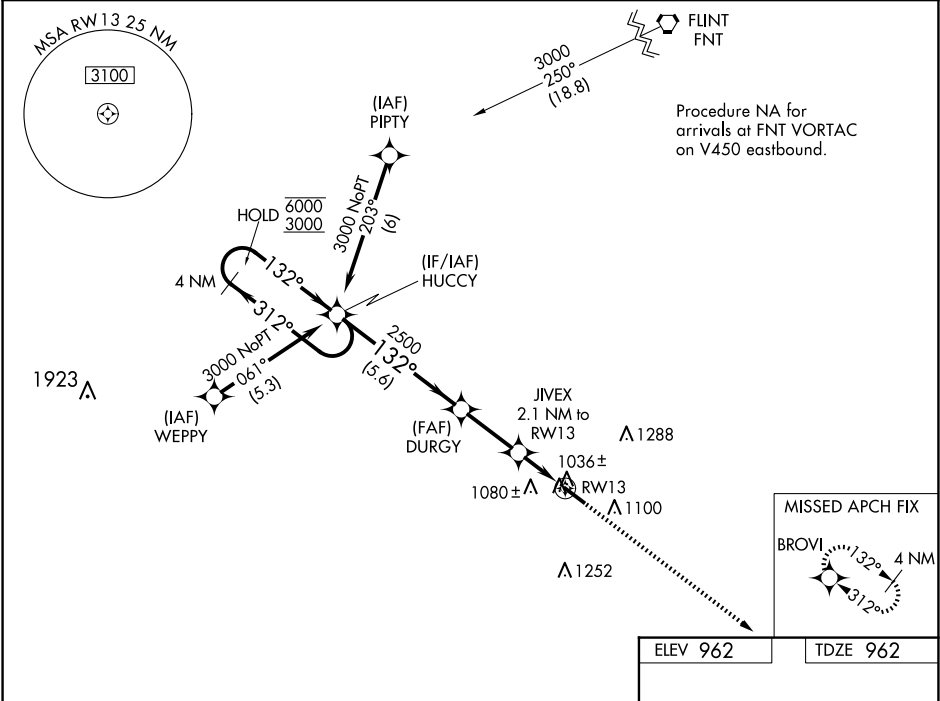 MSA RW13 25 NM
3100
FLINT
FNT
3000
250°
(18.8)
Procedure NA for
arrivals at FNT VORTAC
on V450 eastbound.
(IAF)
PIPTY
3000 NoPT
203°
(6)
HOLD
6000
3000
4 NM
132°
312°
(IF/IAF)
HUCCY
3000 NoPT
061°
(5.3)
(IAF)
WEPPY
1923
2500
132°
(5.6)
(FAF)
DURGY
JIVEX
2.1 NM to
RW13
1288
1036±
1080±
RW13
1100
1252
MISSED APCH FIX
BROVI
132°
4 NM
312°
ELEV 962
TDZE 962